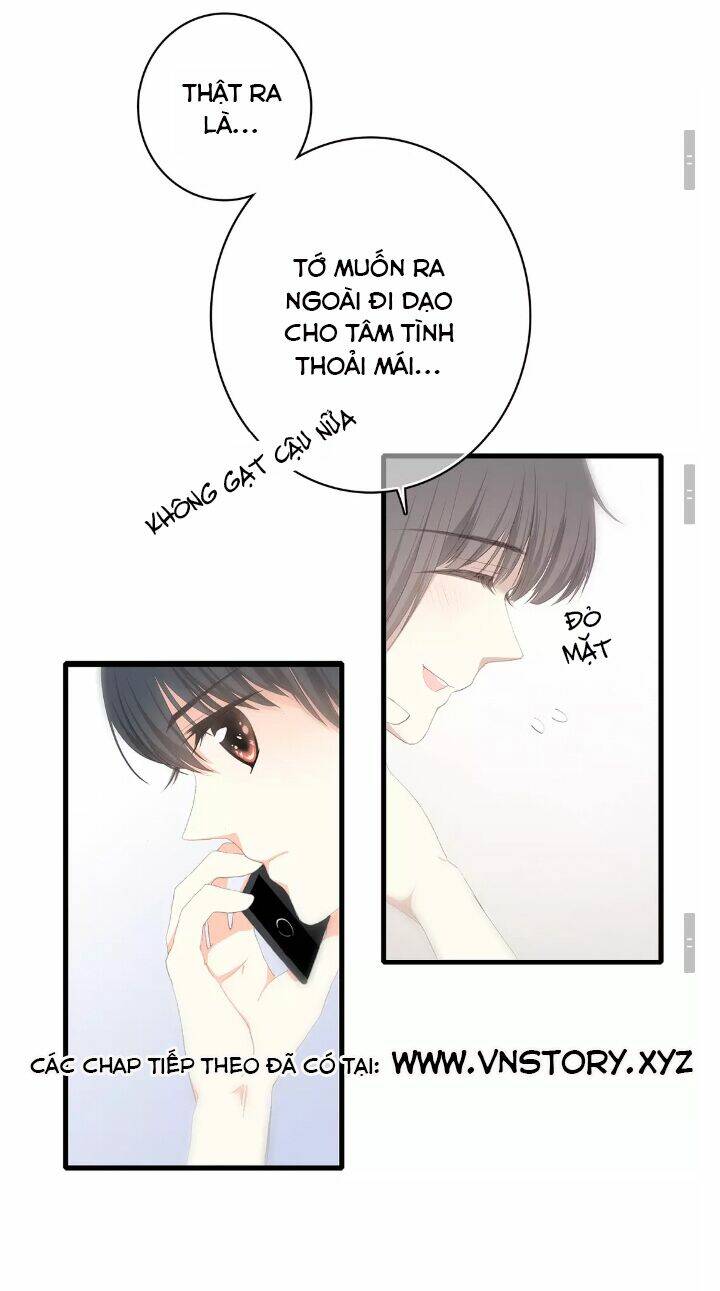 THẬT RA
LÀ...
TỚ MUỐN RA
NGOÀI ĐI DẠO
CHO TÂM TÌNH
THOẢI MÁI...
KHÔNG GẠT CẬU NỮA
ĐỎ
MẶT
CÁC CHAP TIẾP THEO ĐÃ CÓ TẠI: WWW.VNSTORY.XYZ